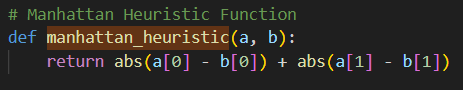 # Manhattan Heuristic Function
def manhattan_heuristic(a, b):
    return abs(a[0] - b[0]) + abs(a[1] - b[1])